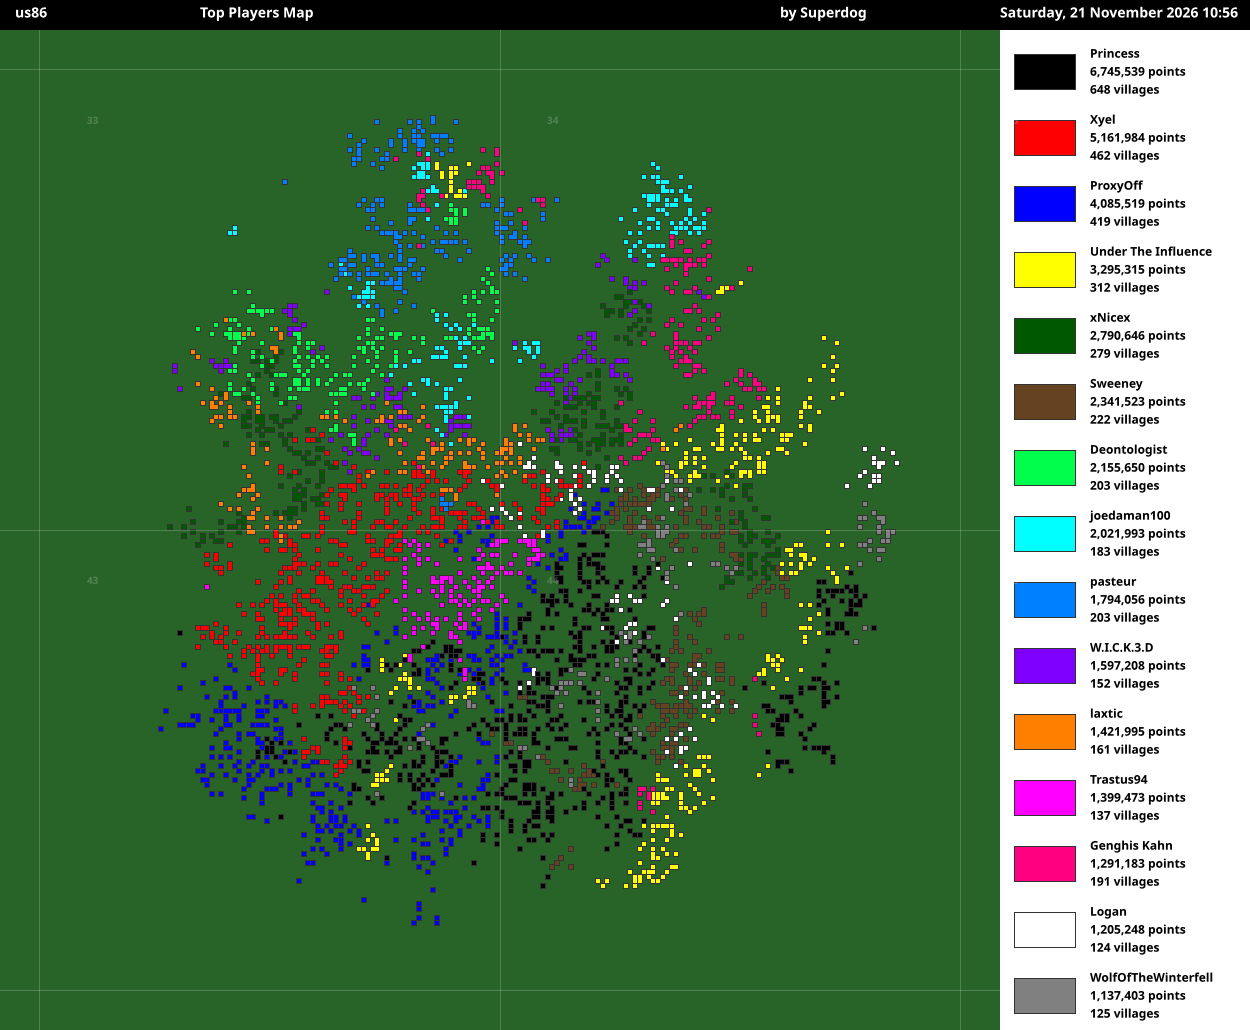 us86 Top Players Map by Superdog Saturday, 21 November 2026 10:56
33 34
43
Princess
6,745,539 points
648 villages
Xyel
5,161,984 points
462 villages
ProxyOff
4,085,519 points
419 villages
Under The Influence
3,295,315 points
312 villages
xNicex
2,790,646 points
279 villages
Sweeney
2,341,523 points
222 villages
Deontologist
2,155,650 points
203 villages
joedaman100
2,021,993 points
183 villages
pasteur
1,794,056 points
203 villages
W.I.C.K.3.D
1,597,208 points
152 villages
laxtic
1,421,995 points
161 villages
Trastus94
1,399,473 points
137 villages
Genghis Kahn
1,291,183 points
191 villages
Logan
1,205,248 points
124 villages
WolfOfTheWinterfell
1,137,403 points
125 villages